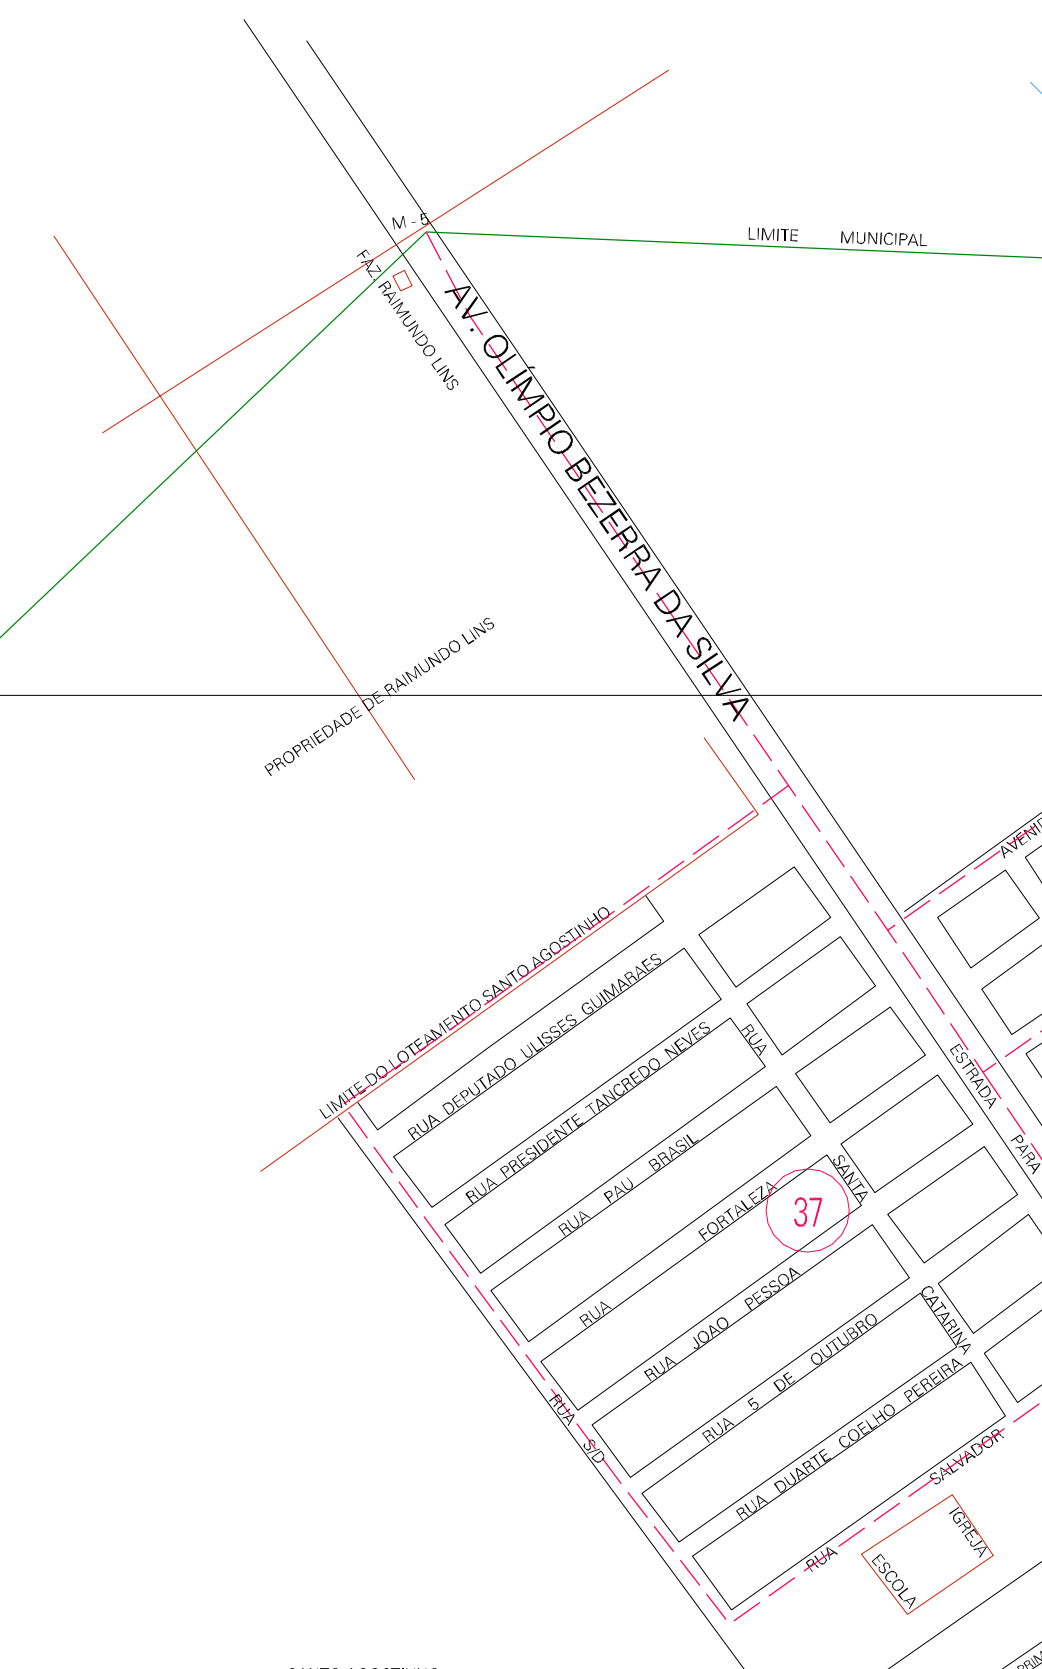 M - 5
LIMITE MUNICIPAL
FAZ. RAIMUNDO LINS
AV. OLÍMPIO BEZERRA DA SILVA
PROPRIEDADE DE RAIMUNDO LINS
LIMITE DO LOTEAMENTO SANTO AGOSTINHO
RUA DEPUTADO ULISSES GUIMARAES
RUA PRESIDENTE TANCREDO NEVES
RUA PAU BRASIL
RUA FORTALEZA
RUA JOAO PESSOA
RUA 5 DE OUTUBRO
RUA DUARTE COELHO PEREIRA
RUA SALVADOR
RUA SANTA CATARINA
ESTRADA PARA
37
RUA S/D
IGREJA
ESCOLA